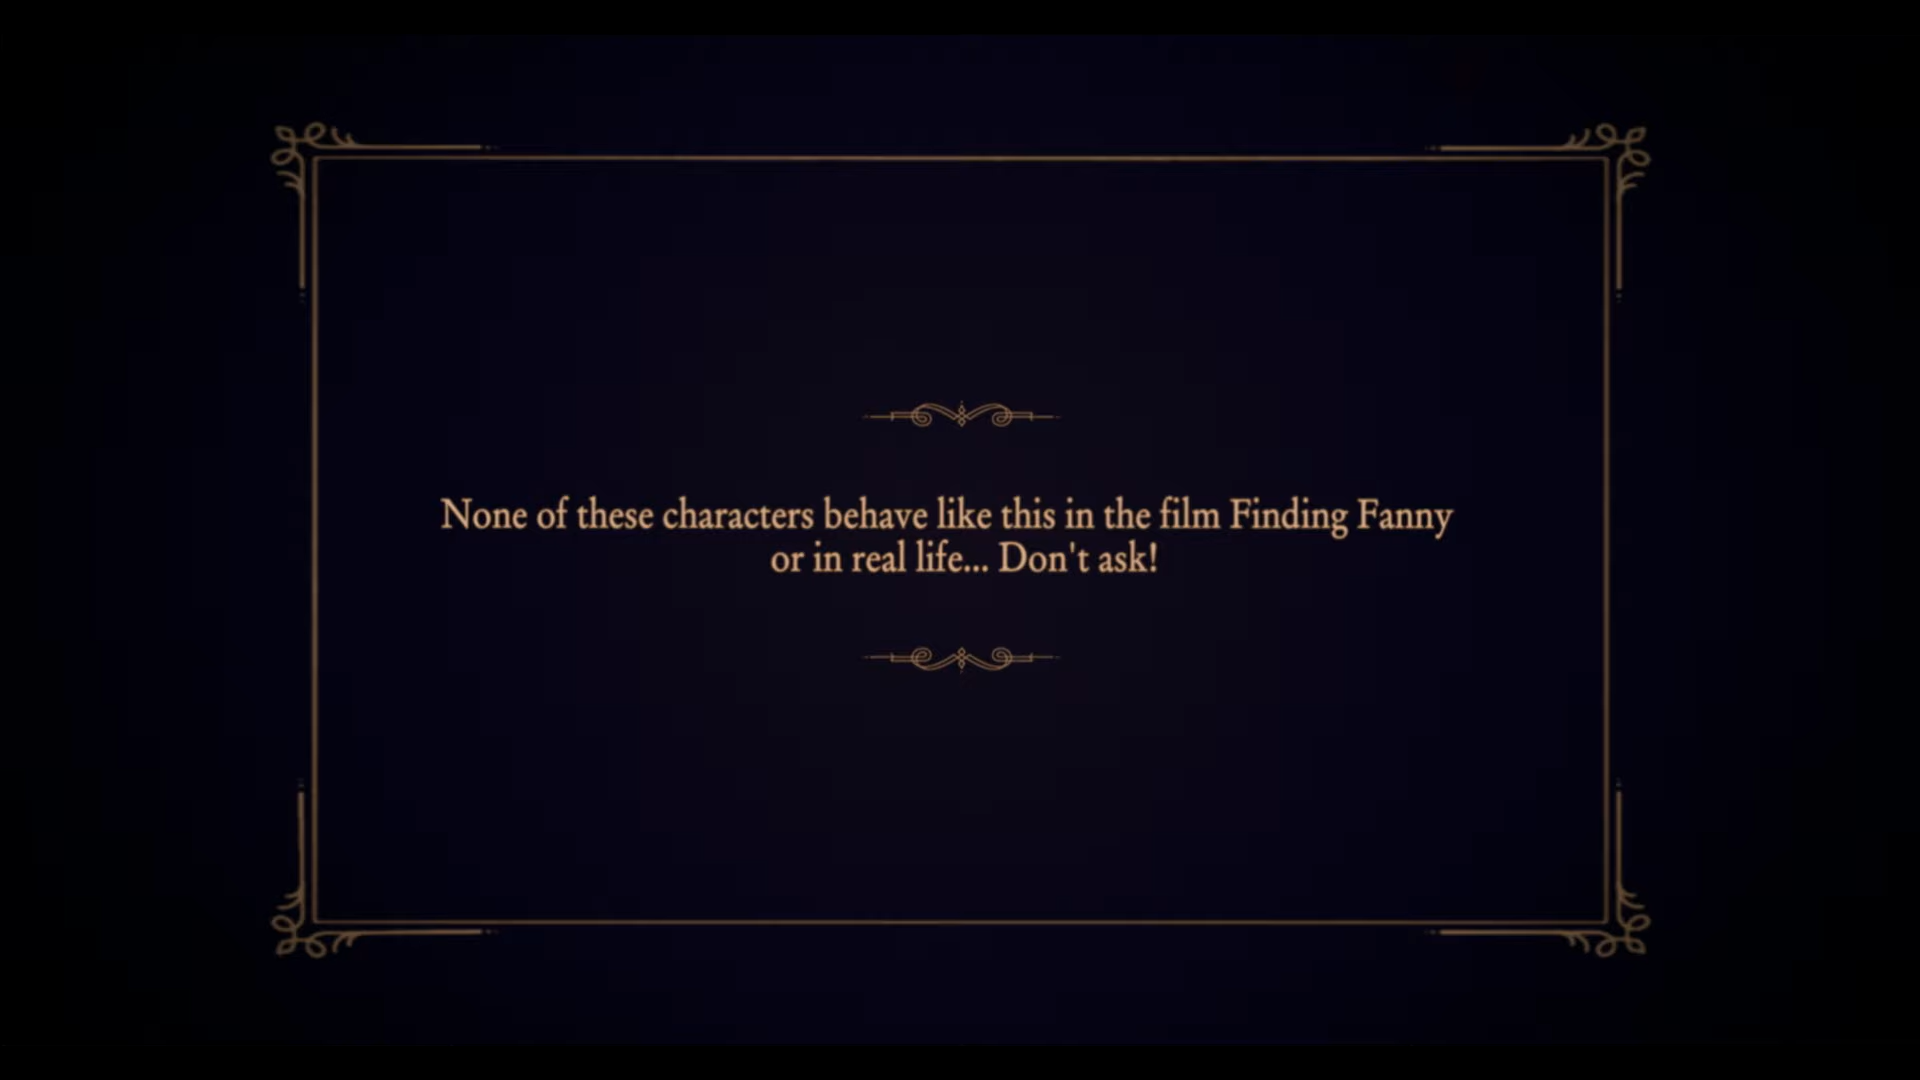 None of these characters behave like this in the film Finding Fanny
or in real life... Don't ask!